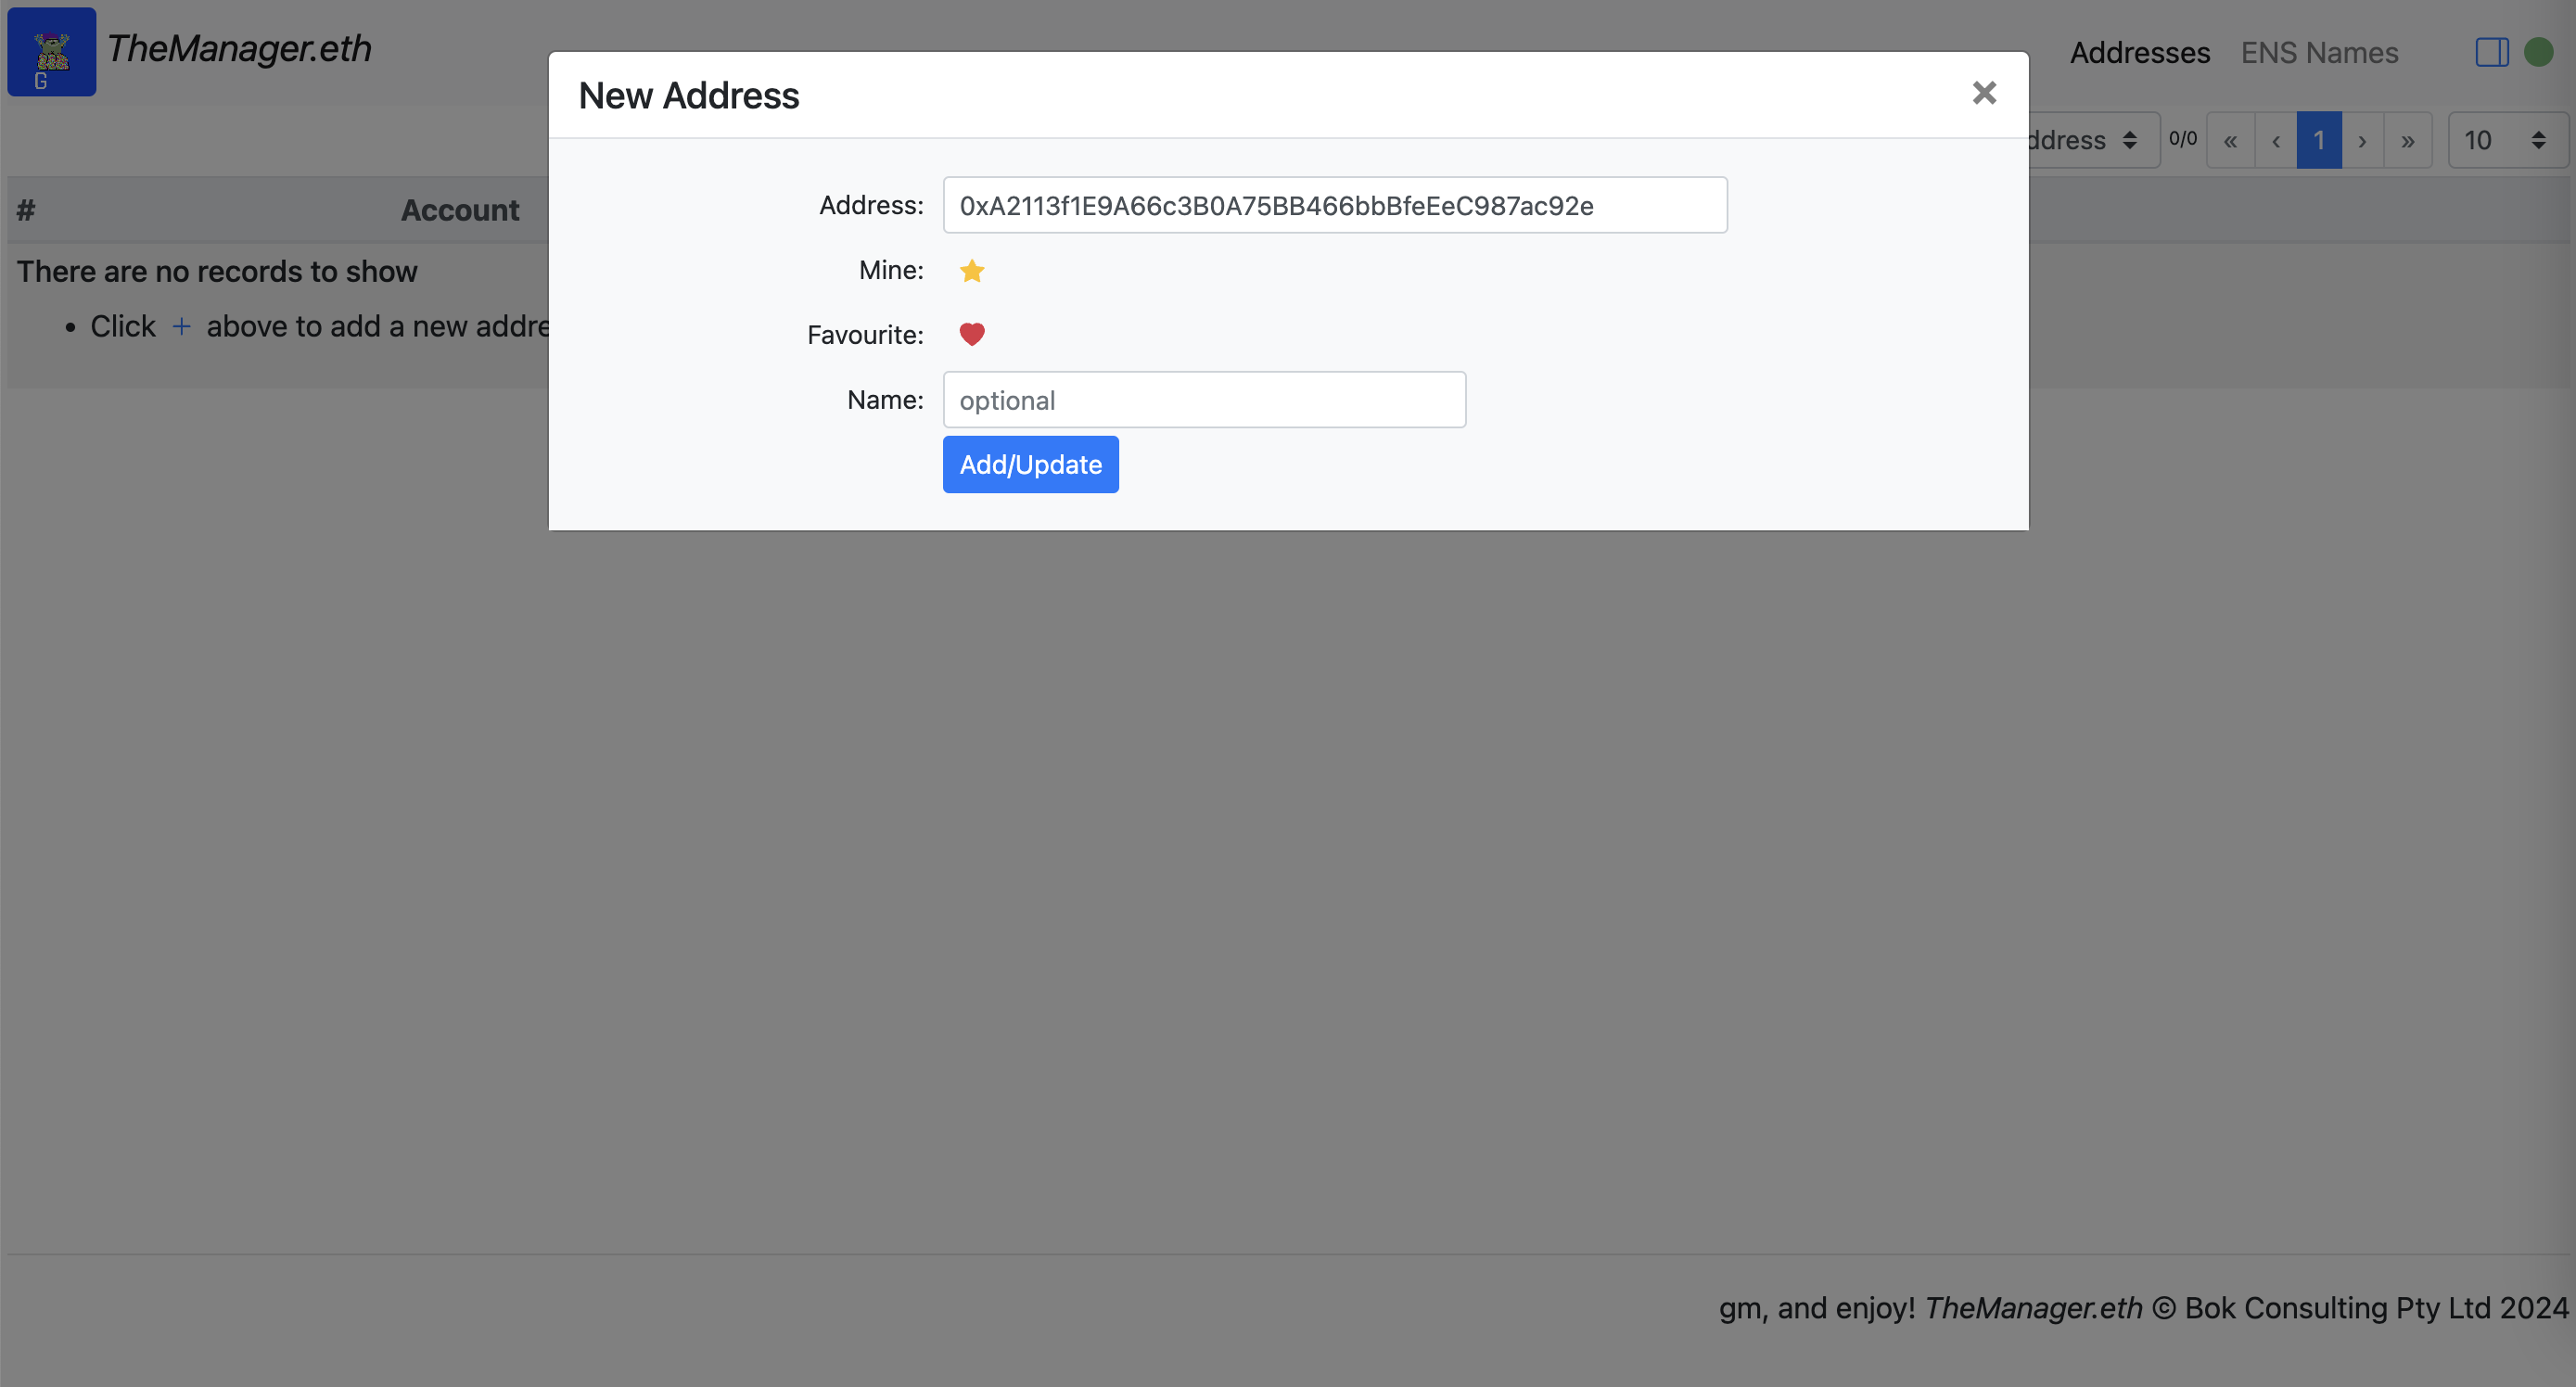 TheManager.eth
G
Addresses
ENS Names
New Address
×
ddress
0/0
«
‹
1
›
»
10
#
Account
Address:
0xA2113f1E9A66c3B0A75BB466bbBfeEeC987ac92e
There are no records to show
Mine:
• Click + above to add a new addre
Favourite:
Name:
optional
Add/Update
gm, and enjoy! TheManager.eth © Bok Consulting Pty Ltd 2024